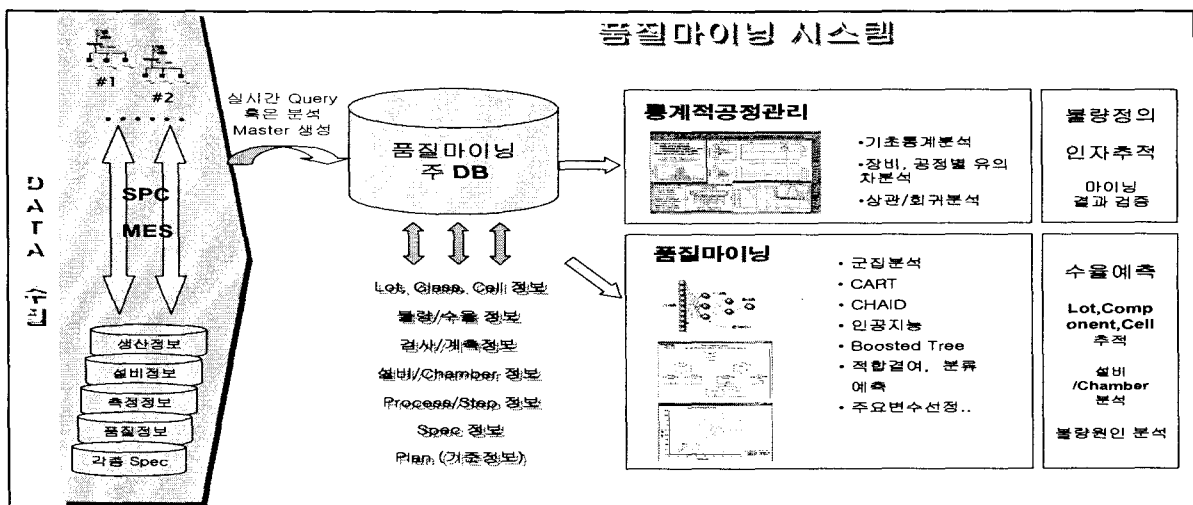 품질마이닝 시스템
#1
#2
SPC
MES
DATA
생산정보
설비정보
측정정보
품질정보
각종 Spec
실시간 Query
혹은 분석
Master 생성
품질마이닝
주 DB
Lot, Glass, Cell 정보
불량/수율 정보
검사/계측정보
설비/Chamber 정보
Process/Step 정보
Spec 정보
Plan (기준정보)
통계적공정관리
•기초통계분석
•장비, 공정별 유의
차분석
•상관/회귀분석
불량정의
인자추적
마이닝
결과 검증
품질마이닝
• 군집분석
• CART
• CHAID
• 인공지능
• Boosted Tree
• 적합결여, 분류
예측
• 주요변수선정..
수율예측
Lot,Comp
onent,Cell
추적
설비
/Chamber
분석
불량원인 분석